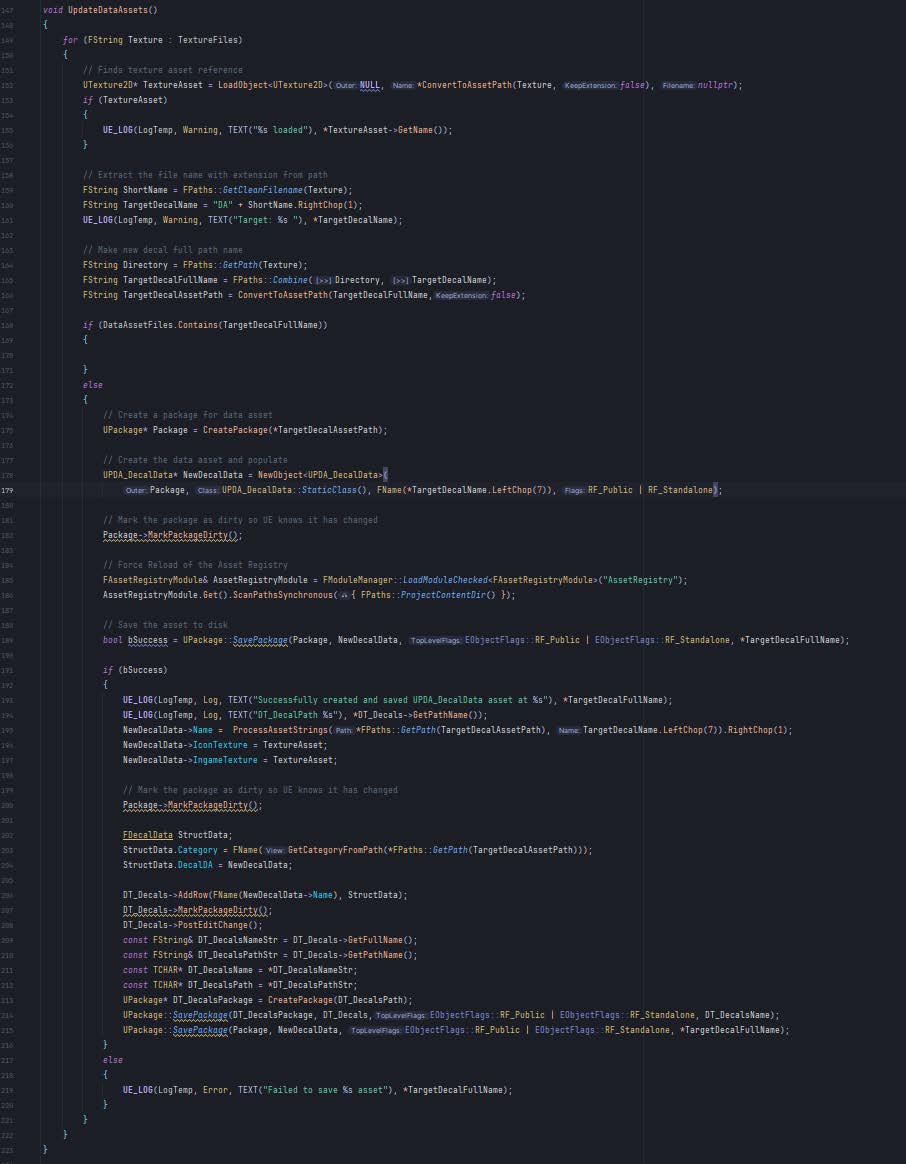 147 void UpdateDataAssets()
148 {
149 for (FString Texture : TextureFiles)
150 {
151 // Finds texture asset reference
152 UTexture2D* TextureAsset = LoadObject<UTexture2D>( Outer: NULL, Name: *ConvertToAssetPath(Texture, KeepExtension: false), Filename: nullptr);
153 if (TextureAsset)
154 {
155 UE_LOG(LogTemp, Warning, TEXT("%s loaded"), *TextureAsset->GetName());
156 }
157
158 // Extract the file name with extension from path
159 FString ShortName = FPaths::GetCleanFilename(Texture);
160 FString TargetDecalName = "DA" + ShortName.RightChop(1);
161 UE_LOG(LogTemp, Warning, TEXT("Target: %s "), *TargetDecalName);
162
163 // Make new decal full path name
164 FString Directory = FPaths::GetPath(Texture);
165 FString TargetDecalFullName = FPaths::Combine( [>>] Directory, [>>] TargetDecalName);
166 FString TargetDecalAssetPath = ConvertToAssetPath(TargetDecalFullName, KeepExtension: false);
167
168 if (DataAssetFiles.Contains(TargetDecalFullName))
169 {
170
171 }
172 else
173 {
174 // Create a package for data asset
175 UPackage* Package = CreatePackage(*TargetDecalAssetPath);
176
177 // Create the data asset and populate
178 UPDA_DecalData* NewDecalData = NewObject<UPDA_DecalData>(
179 Outer: Package, Class: UPDA_DecalData::StaticClass(), FName(*TargetDecalName.LeftChop(7)), Flags: RF_Public | RF_Standalone);
180
181 // Mark the package as dirty so UE knows it has changed
182 Package->MarkPackageDirty();
183
184 // Force Reload of the Asset Registry
185 FAssetRegistryModule& AssetRegistryModule = FModuleManager::LoadModuleChecked<FAssetRegistryModule>("AssetRegistry");
186 AssetRegistryModule.Get().ScanPathsSynchronous( { FPaths::ProjectContentDir() });
187
188 // Save the asset to disk
189 bool bSuccess = UPackage::SavePackage(Package, NewDecalData, TopLevelFlags: EObjectFlags::RF_Public | EObjectFlags::RF_Standalone, *TargetDecalFullName);
190
191 if (bSuccess)
192 {
193 UE_LOG(LogTemp, Log, TEXT("Successfully created and saved UPDA_DecalData asset at %s"), *TargetDecalFullName);
194 UE_LOG(LogTemp, Log, TEXT("DT_DecalPath %s"), *DT_Decals->GetPathName());
195 NewDecalData->Name = ProcessAssetStrings( Path: *FPaths::GetPath(TargetDecalAssetPath), Name: TargetDecalName.LeftChop(7)).RightChop(1);
196 NewDecalData->IconTexture = TextureAsset;
197 NewDecalData->IngameTexture = TextureAsset;
198
199 // Mark the package as dirty so UE knows it has changed
200 Package->MarkPackageDirty();
201
202 FDecalData StructData;
203 StructData.Category = FName( View: GetCategoryFromPath(*FPaths::GetPath(TargetDecalAssetPath)));
204 StructData.DecalDA = NewDecalData;
205
206 DT_Decals->AddRow(FName(NewDecalData->Name), StructData);
207 DT_Decals->MarkPackageDirty();
208 DT_Decals->PostEditChange();
209 const FString& DT_DecalsNameStr = DT_Decals->GetFullName();
210 const FString& DT_DecalsPathStr = DT_Decals->GetPathName();
211 const TCHAR* DT_DecalsName = *DT_DecalsNameStr;
212 const TCHAR* DT_DecalsPath = *DT_DecalsPathStr;
213 UPackage* DT_DecalsPackage = CreatePackage(DT_DecalsPath);
214 UPackage::SavePackage(DT_DecalsPackage, DT_Decals, TopLevelFlags: EObjectFlags::RF_Public | EObjectFlags::RF_Standalone, DT_DecalsName);
215 UPackage::SavePackage(Package, NewDecalData, TopLevelFlags: EObjectFlags::RF_Public | EObjectFlags::RF_Standalone, *TargetDecalFullName);
216 }
217 else
218 {
219 UE_LOG(LogTemp, Error, TEXT("Failed to save %s asset"), *TargetDecalFullName);
220 }
221 }
222 }
223 }